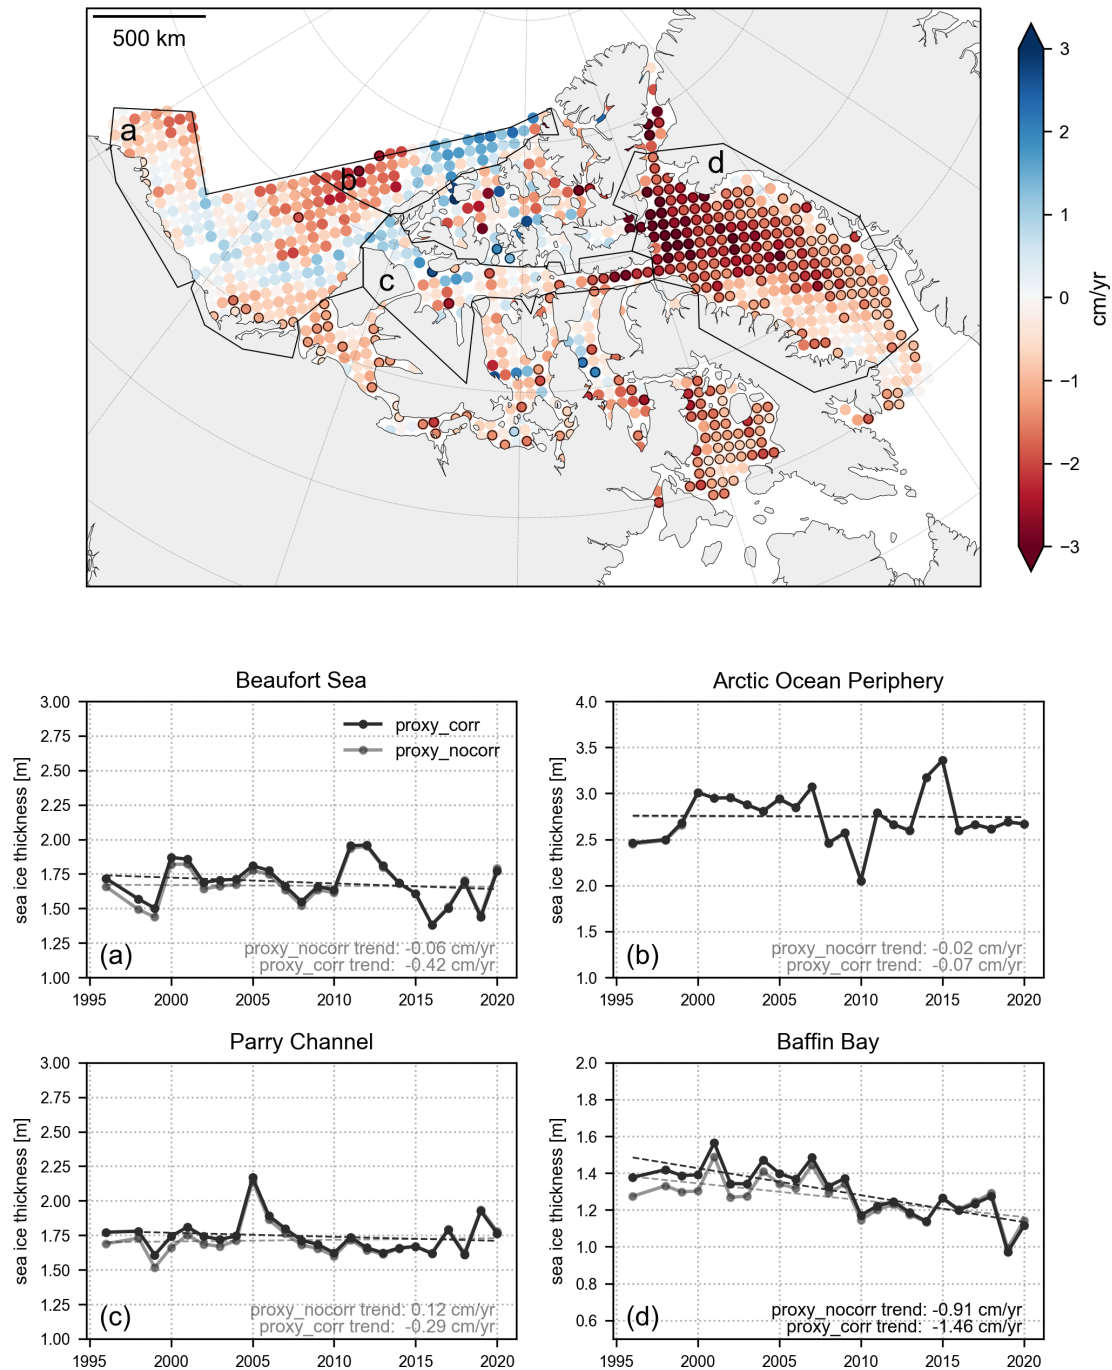 500 km
a
b
c
d
3
2
1
0
−1
−2
−3
cm/yr
Beaufort Sea
sea ice thickness [m]
3.00
2.75
2.50
2.25
2.00
1.75
1.50
1.25
1.00
proxy_corr
proxy_nocorr
(a)
proxy_nocorr trend: -0.06 cm/yr
proxy_corr trend: -0.42 cm/yr
1995 2000 2005 2010 2015 2020
Arctic Ocean Periphery
sea ice thickness [m]
4.0
3.5
3.0
2.5
2.0
1.5
1.0
(b)
proxy_nocorr trend: -0.02 cm/yr
proxy_corr trend: -0.07 cm/yr
1995 2000 2005 2010 2015 2020
Parry Channel
sea ice thickness [m]
3.00
2.75
2.50
2.25
2.00
1.75
1.50
1.25
1.00
(c)
proxy_nocorr trend: 0.12 cm/yr
proxy_corr trend: -0.29 cm/yr
1995 2000 2005 2010 2015 2020
Baffin Bay
sea ice thickness [m]
2.0
1.8
1.6
1.4
1.2
1.0
0.8
0.6
(d)
proxy_nocorr trend: -0.91 cm/yr
proxy_corr trend: -1.46 cm/yr
1995 2000 2005 2010 2015 2020